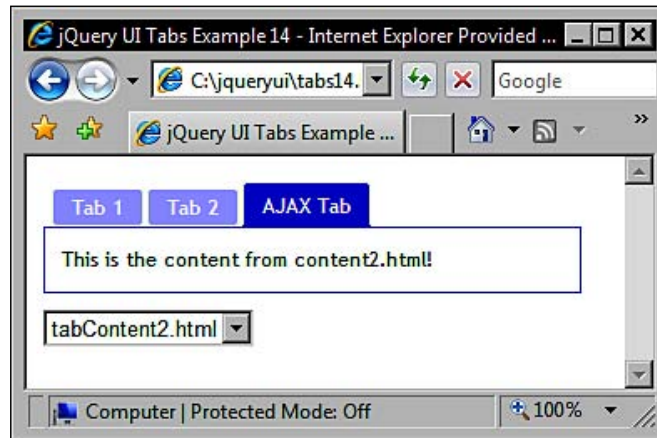 jQuery UI Tabs Example 14 - Internet Explorer Provided ...
C:\jqueryui\tabs14.
Google
jQuery UI Tabs Example ...
»
Tab 1 Tab 2 AJAX Tab
This is the content from content2.html!
tabContent2.html
Computer | Protected Mode: Off
100%